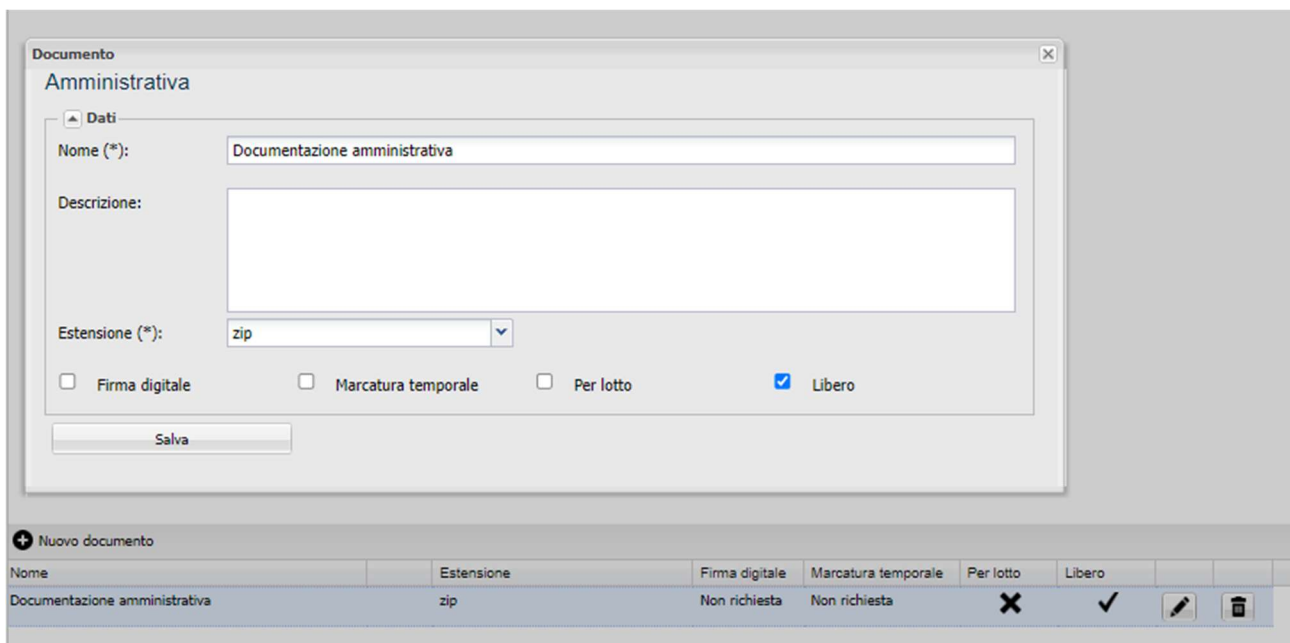 Documento
Amministrativa
Dati
Nome (*): Documentazione amministrativa
Descrizione:
Estensione (*): zip
Firma digitale Marcatura temporale Per lotto Libero
Salva
Nuovo documento
Nome Estensione Firma digitale Marcatura temporale Per lotto Libero
Documentazione amministrativa zip Non richiesta Non richiesta